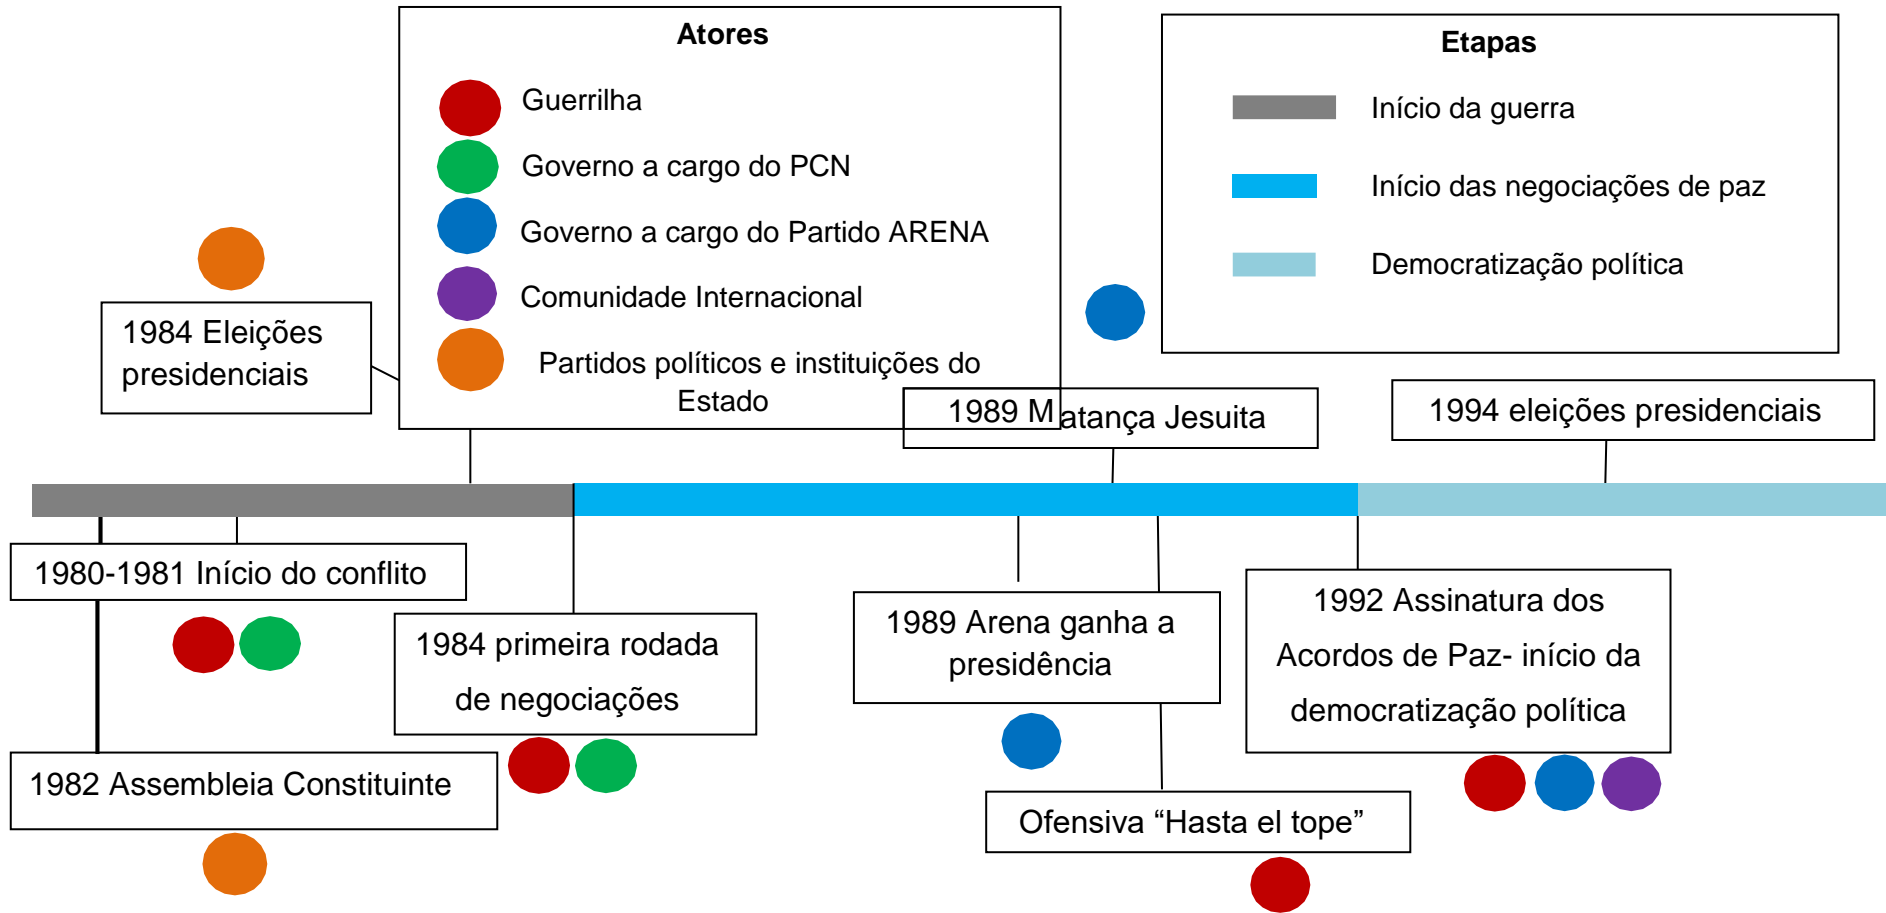 Atores
Guerrilha
Governo a cargo do PCN
Governo a cargo do Partido ARENA
Comunidade Internacional
Partidos políticos e instituições do
Estado
Etapas
Início da guerra
Início das negociações de paz
Democratização política
1984 Eleições
presidenciais
1989 Matança Jesuita
1994 eleições presidenciais
1980-1981 Início do conflito
1984 primeira rodada
de negociações
1982 Assembleia Constituinte
1989 Arena ganha a
presidência
Ofensiva “Hasta el tope”
1992 Assinatura dos
Acordos de Paz- início da
democratização política